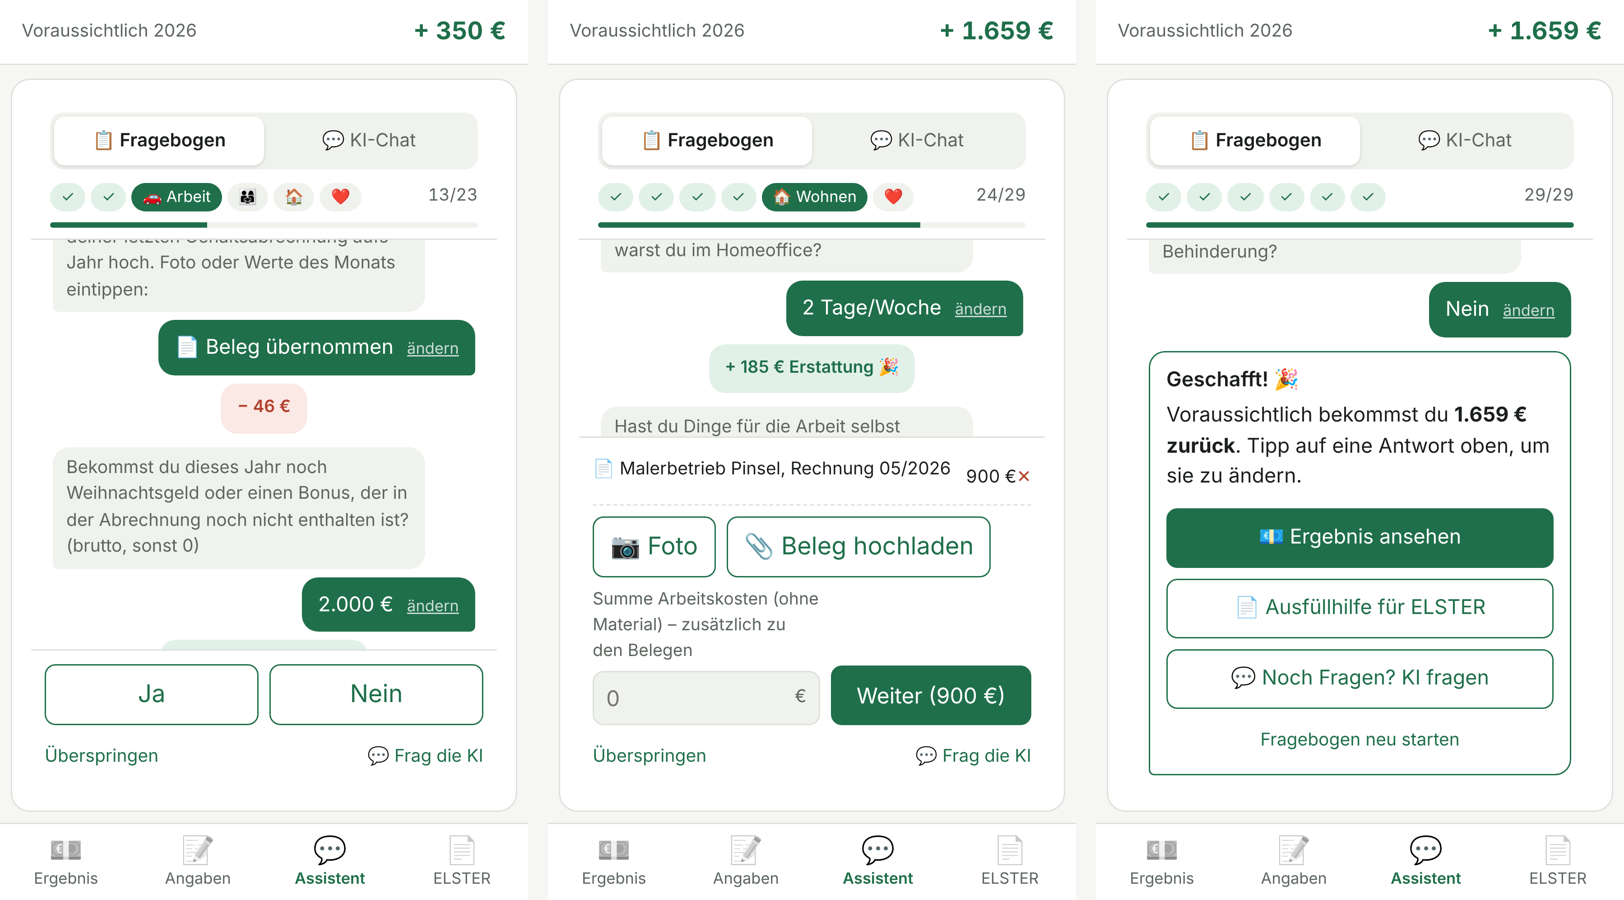 Voraussichtlich 2026
+ 350 €
📋 Fragebogen
💬 KI-Chat
✓ ✓ 🚗 Arbeit 👨‍👩‍👧 🏠 ❤️ 13/23
deiner letzten Gehaltsabrechnung aufs
Jahr hoch. Foto oder Werte des Monats
eintippen:
📄 Beleg übernommen ändern
− 46 €
Bekommst du dieses Jahr noch
Weihnachtsgeld oder einen Bonus, der in
der Abrechnung noch nicht enthalten ist?
(brutto, sonst 0)
2.000 € ändern
Ja
Nein
Überspringen
💬 Frag die KI
Ergebnis
Angaben
Assistent
ELSTER
Voraussichtlich 2026
+ 1.659 €
📋 Fragebogen
💬 KI-Chat
✓ ✓ ✓ ✓ 🏠 Wohnen ❤️ 24/29
warst du im Homeoffice?
2 Tage/Woche ändern
+ 185 € Erstattung 🎉
Hast du Dinge für die Arbeit selbst
📄 Malerbetrieb Pinsel, Rechnung 05/2026 900 € ✕
📷 Foto
📎 Beleg hochladen
Summe Arbeitskosten (ohne
Material) – zusätzlich zu
den Belegen
0 €
Weiter (900 €)
Überspringen
💬 Frag die KI
Ergebnis
Angaben
Assistent
ELSTER
Voraussichtlich 2026
+ 1.659 €
📋 Fragebogen
💬 KI-Chat
✓ ✓ ✓ ✓ ✓ ✓ 29/29
Behinderung?
Nein ändern
Geschafft! 🎉
Voraussichtlich bekommst du 1.659 €
zurück. Tipp auf eine Antwort oben, um
sie zu ändern.
💶 Ergebnis ansehen
📄 Ausfüllhilfe für ELSTER
💬 Noch Fragen? KI fragen
Fragebogen neu starten
Ergebnis
Angaben
Assistent
ELSTER